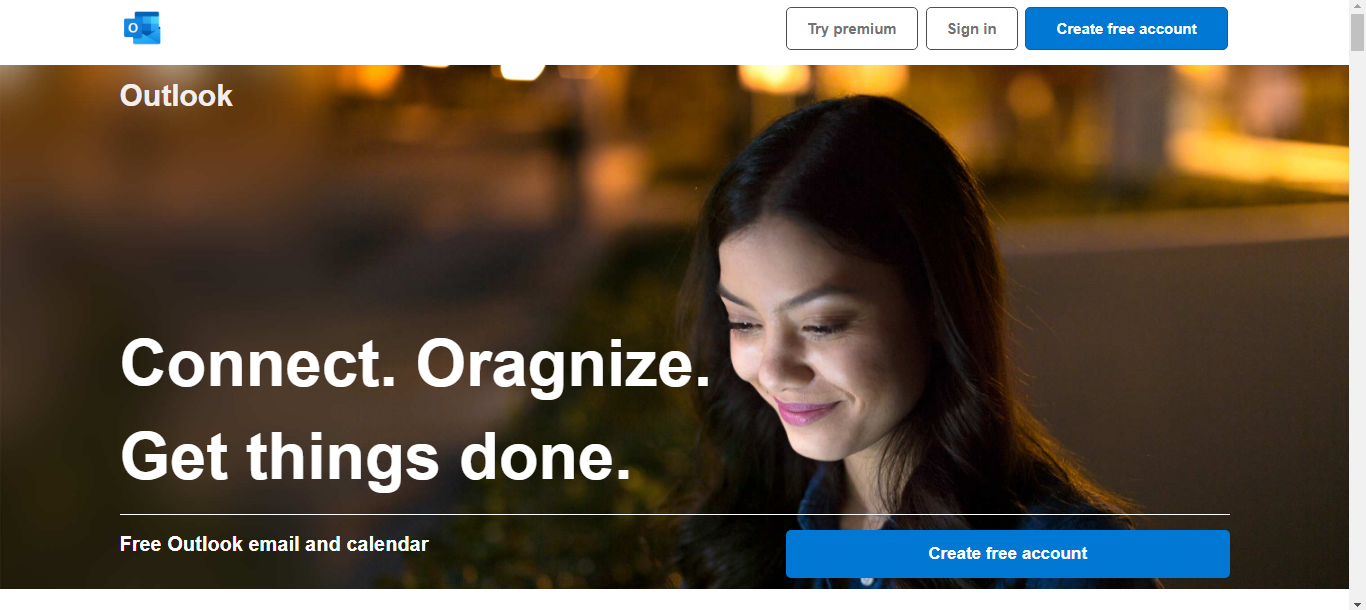 O
Try premium
Sign in
Create free account
Outlook
Connect. Oragnize.
Get things done.
Free Outlook email and calendar
Create free account